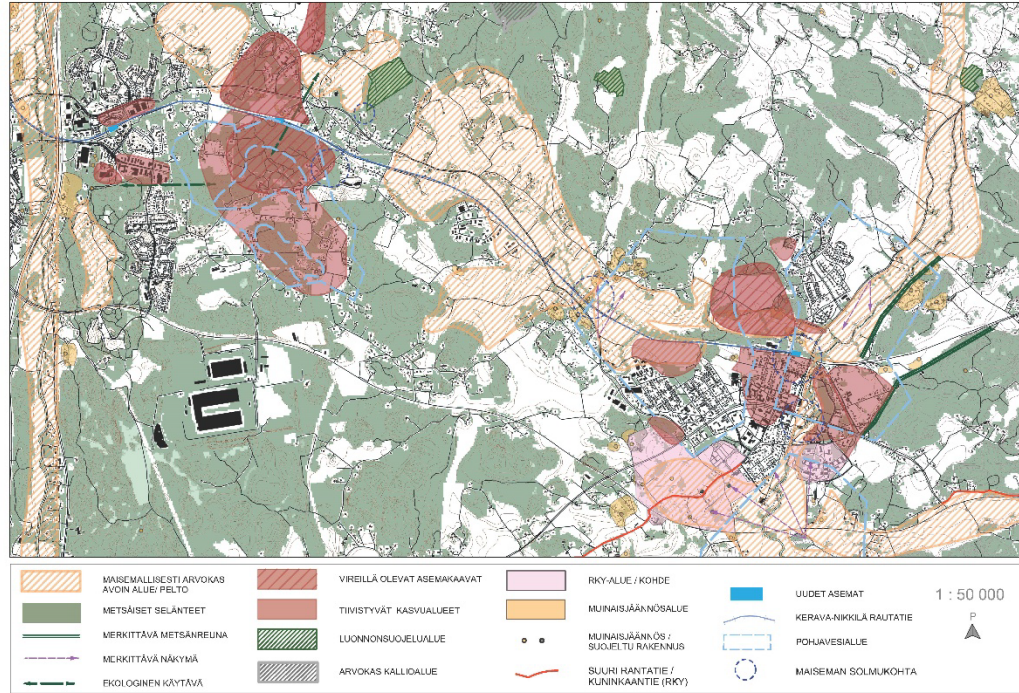 MAISEMALLISESTI ARVOKAS
AVOIN ALUE/ PELTO
METSÄISET SELÄNTEET
MERKITTÄVÄ METSÄNREUNA
MERKITTÄVÄ NÄKYMÄ
EKOLOGINEN KÄYTÄVÄ
VIREILLÄ OLEVAT ASEMAKAAVAT
TIIVISTYVÄT KASVUALUEET
LUONNONSUOJELUALUE
ARVOKAS KALLIOALUE
RKY-ALUE / KOHDE
MUINAISJÄÄNNÖSALUE
MUINAISJÄÄNNÖS /
SUOJELTU RAKENNUS
SUURI RANTATIE /
KUNINKAANTIE (RKY)
UUDET ASEMAT
KERAVA-NIKKILÄ RAUTATIE
POHJAVESIALUE
MAISEMAN SOLMUKOHTA
1 : 50 000
P